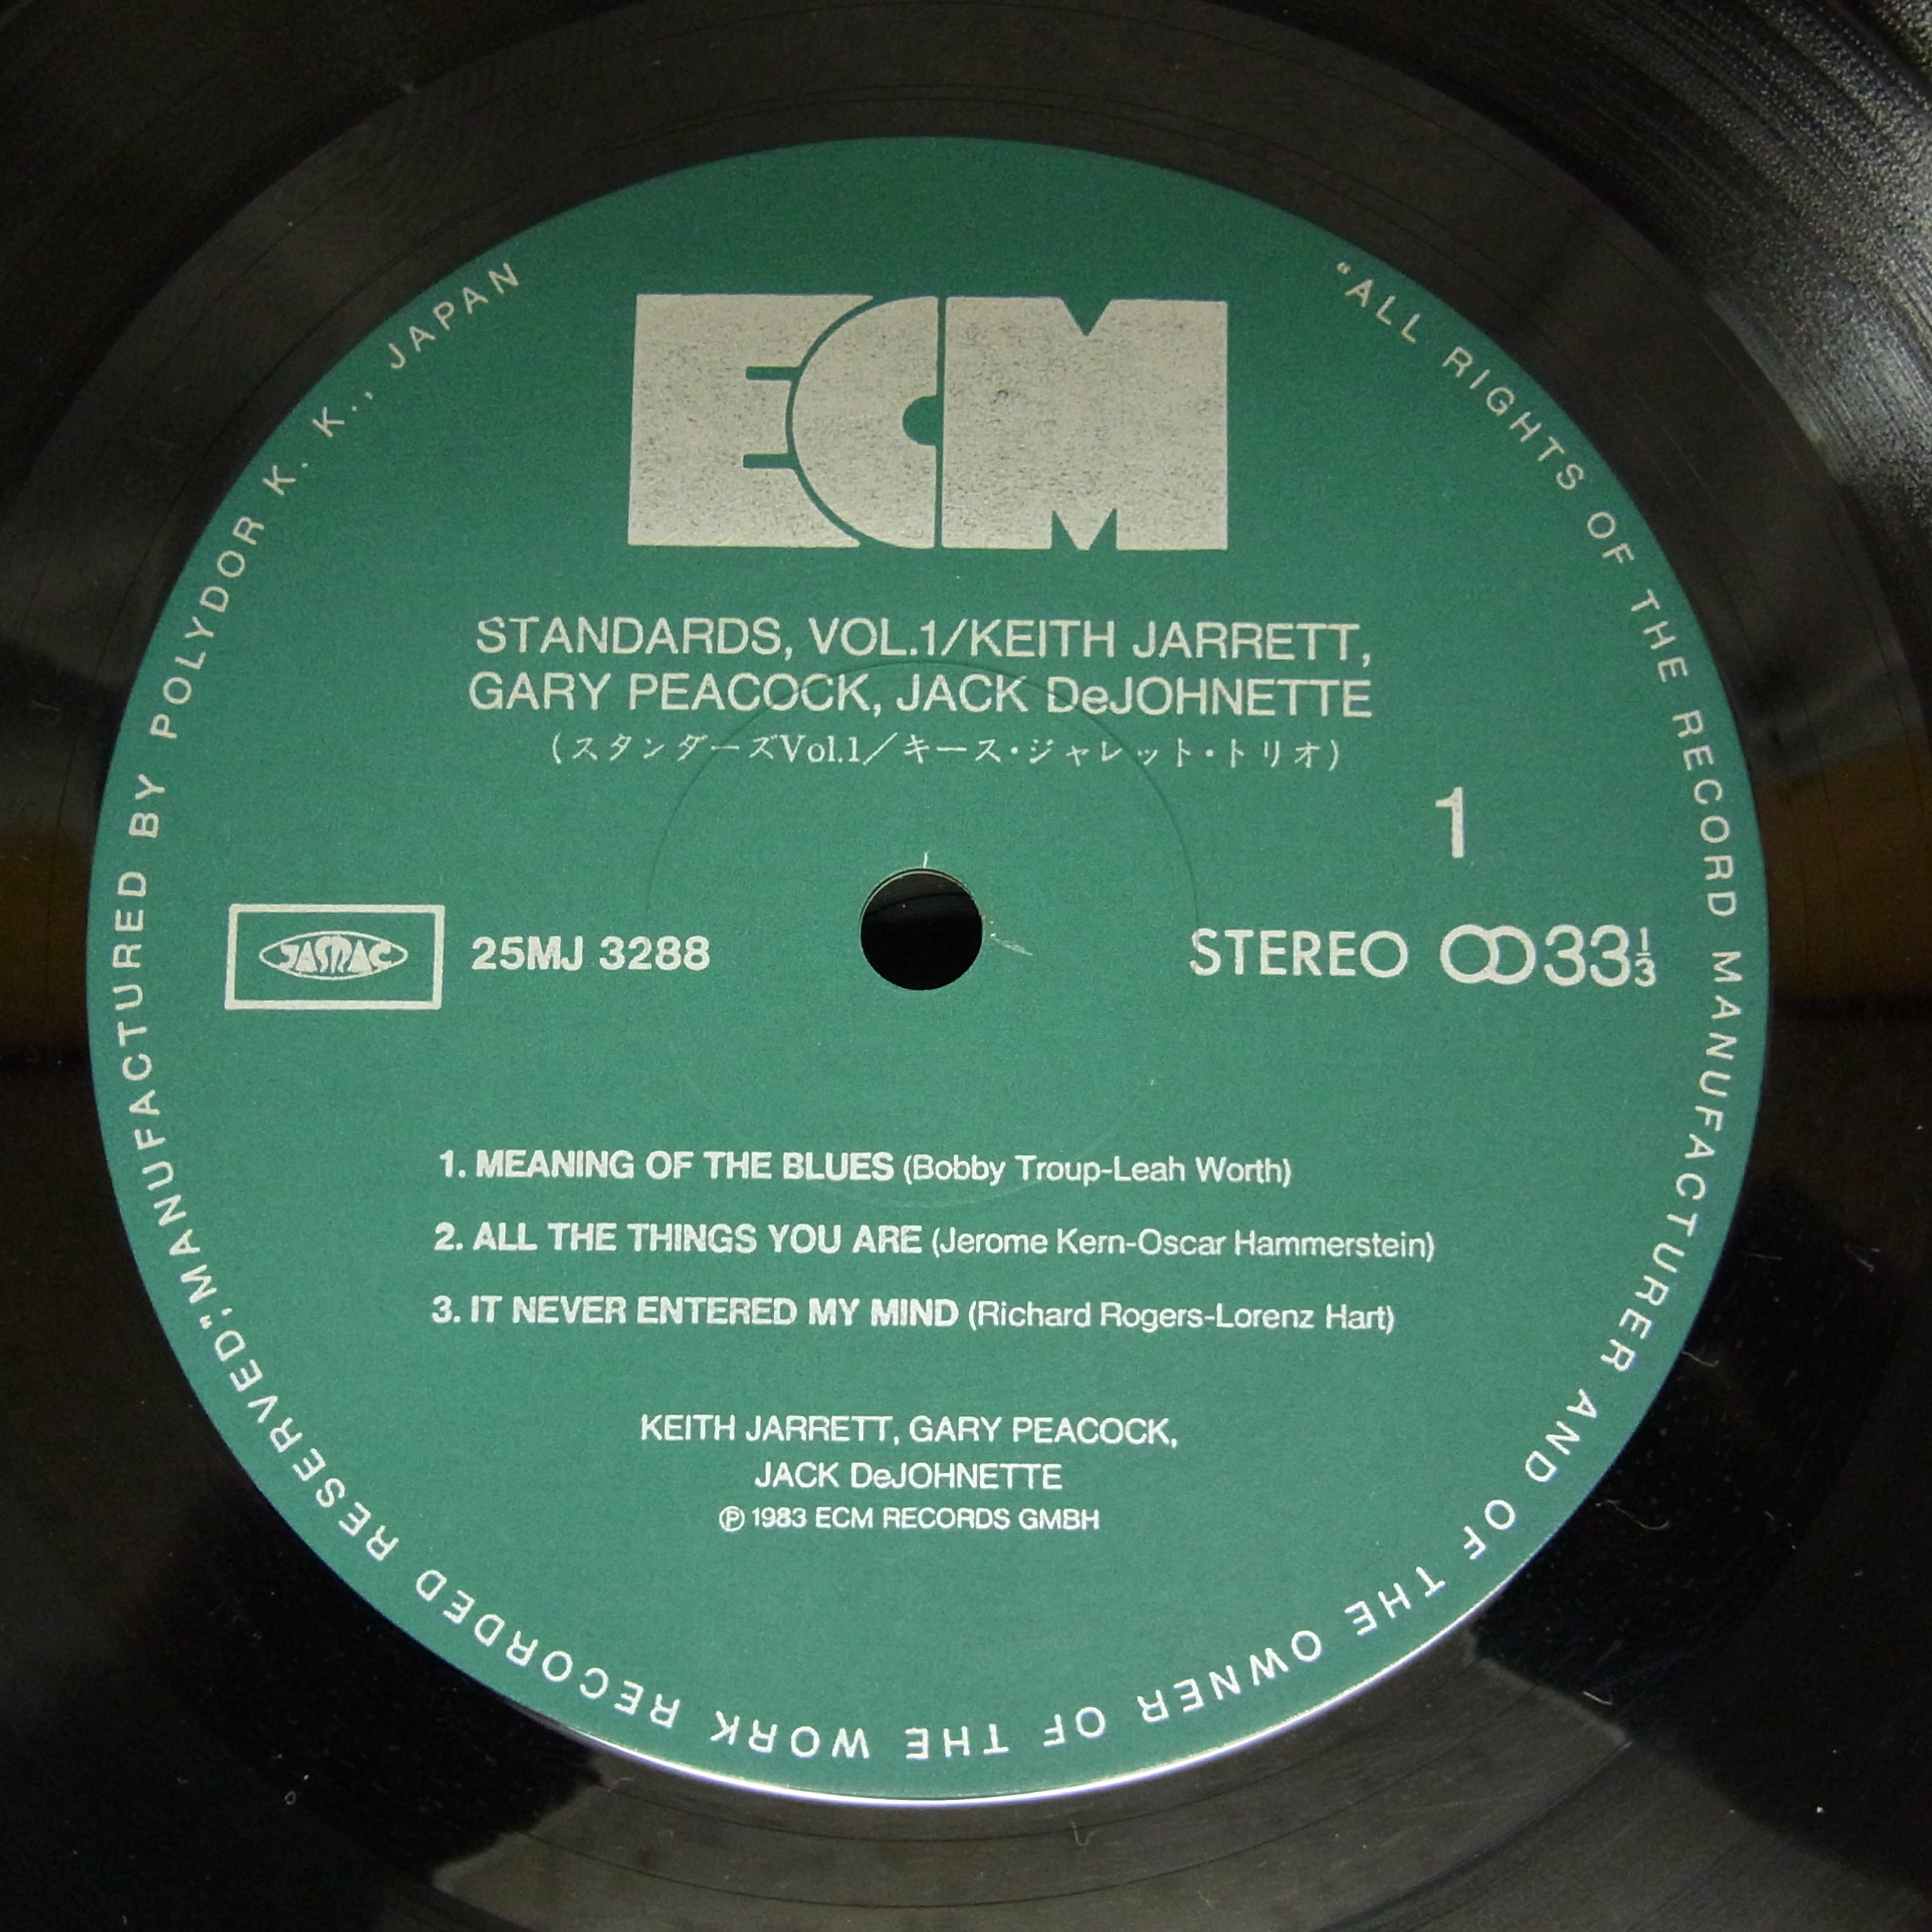 ECM
STANDARDS, VOL.1/KEITH JARRETT,
GARY PEACOCK, JACK DeJOHNETTE
(スタンダーズVol.1／キース・ジャレット・トリオ)
1
JASRAC
25MJ 3288
STEREO 33 1/3
1. MEANING OF THE BLUES (Bobby Troup-Leah Worth)
2. ALL THE THINGS YOU ARE (Jerome Kern-Oscar Hammerstein)
3. IT NEVER ENTERED MY MIND (Richard Rogers-Lorenz Hart)
KEITH JARRETT, GARY PEACOCK,
JACK DeJOHNETTE
Ⓟ 1983 ECM RECORDS GMBH
"ALL RIGHTS OF THE RECORD MANUFACTURER AND OF THE OWNER OF THE WORK RECORDED RESERVED," MANUFACTURED BY POLYDOR K. K., JAPAN